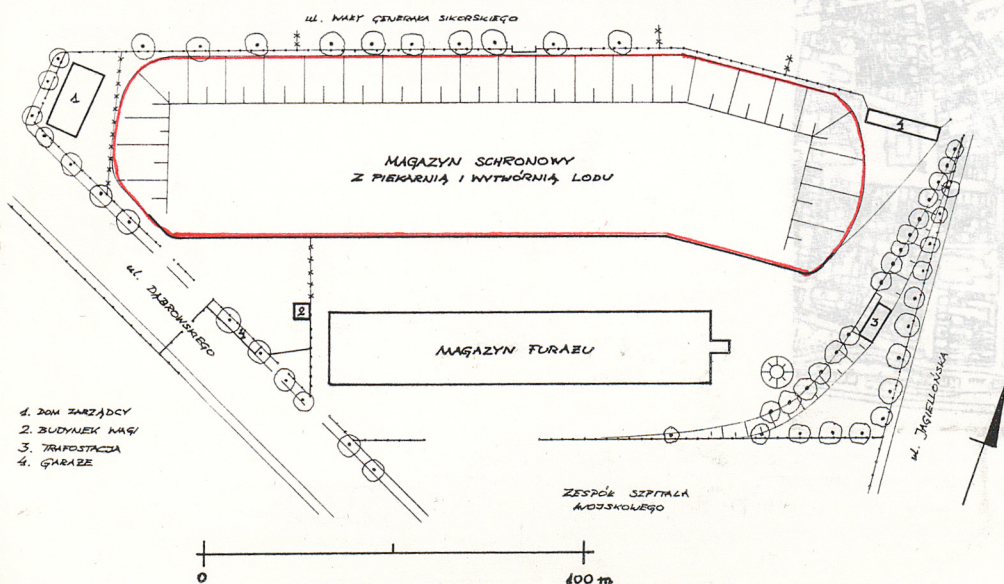 ul. WAŁY GENERAŁA SIKORSKIEGO
1
4
MAGAZYN SCHRONOWY
Z PIEKARNIĄ I WYTWÓRNIĄ LODU
ul. DĄBROWSKIEGO
2
3
MAGAZYN FURAŻU
ul. JAGIELLOŃSKA
1. DOM ZARZĄDCY
2. BUDYNEK WAGI
3. TRAFOSTACJA
4. GARAŻE
ZESPÓŁ SZPITALA
WOJSKOWEGO
0
100 m